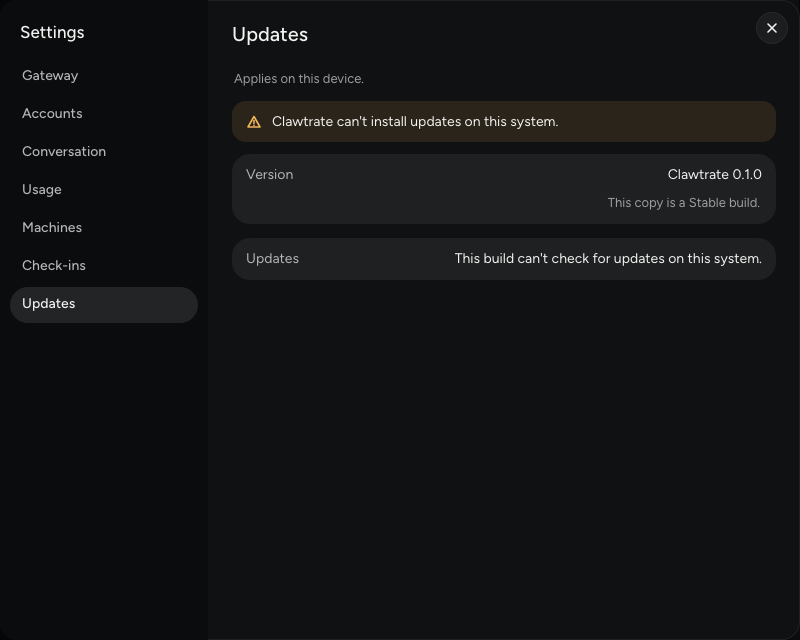 Settings
Gateway
Accounts
Conversation
Usage
Machines
Check-ins
Updates
Updates
Applies on this device.
Clawtrate can't install updates on this system.
Version
Clawtrate 0.1.0
This copy is a Stable build.
Updates
This build can't check for updates on this system.